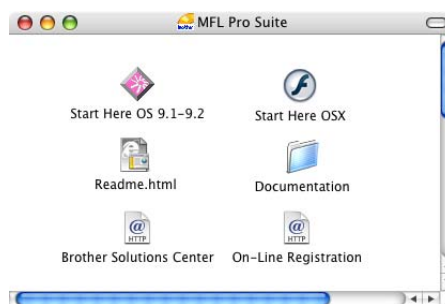 MFL Pro Suite
Start Here OS 9.1-9.2
Start Here OSX
Readme.html
Documentation
HTTP
HTTP
Brother Solutions Center
On-Line Registration